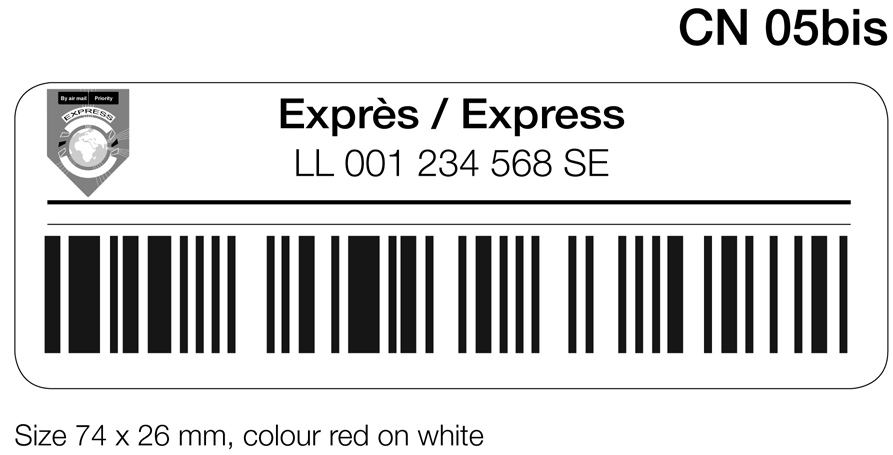 CN 05bis
By air mail Priority
EXPRESS
Exprès / Express
LL 001 234 568 SE
Size 74 x 26 mm, colour red on white